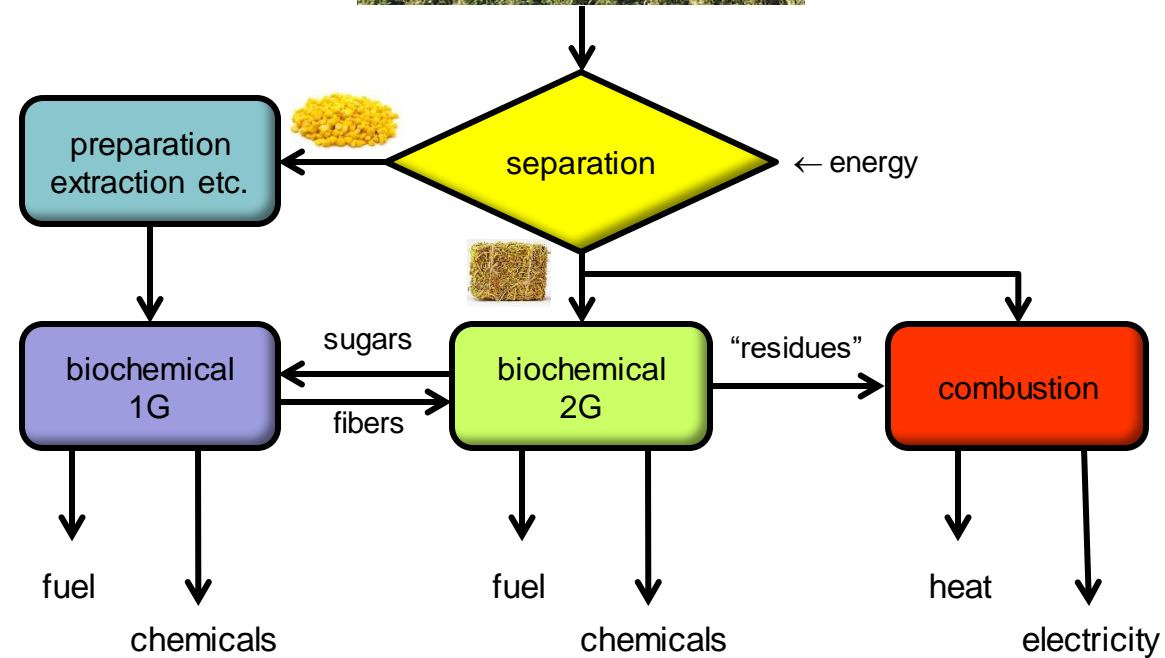 preparation
extraction etc.
separation
← energy
sugars
fibers
"residues"
biochemical
1G
biochemical
2G
combustion
fuel
chemicals
fuel
chemicals
heat
electricity